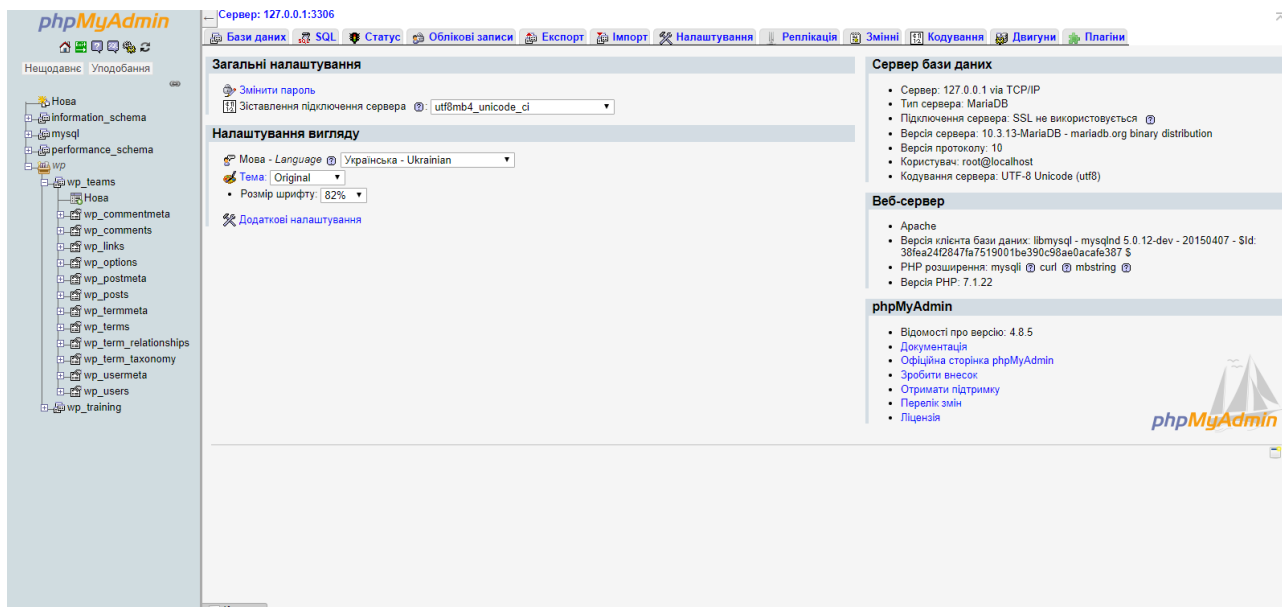 phpMyAdmin
Нещодавнє Уподобання
Нова
information_schema
mysql
performance_schema
wp
wp_teams
Нова
wp_commentmeta
wp_comments
wp_links
wp_options
wp_postmeta
wp_posts
wp_termmeta
wp_terms
wp_term_relationships
wp_term_taxonomy
wp_usermeta
wp_users
wp_training
Сервер: 127.0.0.1:3306
Бази даних SQL Статус Облікові записи Експорт Імпорт Налаштування Реплікація Змінні Кодування Двигуни Плагіни
Загальні налаштування
Змінити пароль
Зіставлення підключення сервера : utf8mb4_unicode_ci
Налаштування вигляду
Мова - Language Українська - Ukrainian
Тема: Original
• Розмір шрифту: 82%
Додаткові налаштування
Сервер бази даних
• Сервер: 127.0.0.1 via TCP/IP
• Тип сервера: MariaDB
• Підключення сервера: SSL не використовується
• Версія сервера: 10.3.13-MariaDB - mariadb.org binary distribution
• Версія протоколу: 10
• Користувач: root@localhost
• Кодування сервера: UTF-8 Unicode (utf8)
Веб-сервер
• Apache
• Версія клієнта бази даних: libmysql - mysqlnd 5.0.12-dev - 20150407 - $Id:
38fea24f2847fa7519001be390c98ae0acafe387 $
• PHP розширення: mysqli curl mbstring
• Версія PHP: 7.1.22
phpMyAdmin
• Відомості про версію: 4.8.5
• Документація
• Офіційна сторінка phpMyAdmin
• Зробити внесок
• Отримати підтримку
• Перелік змін
• Ліцензія
phpMyAdmin